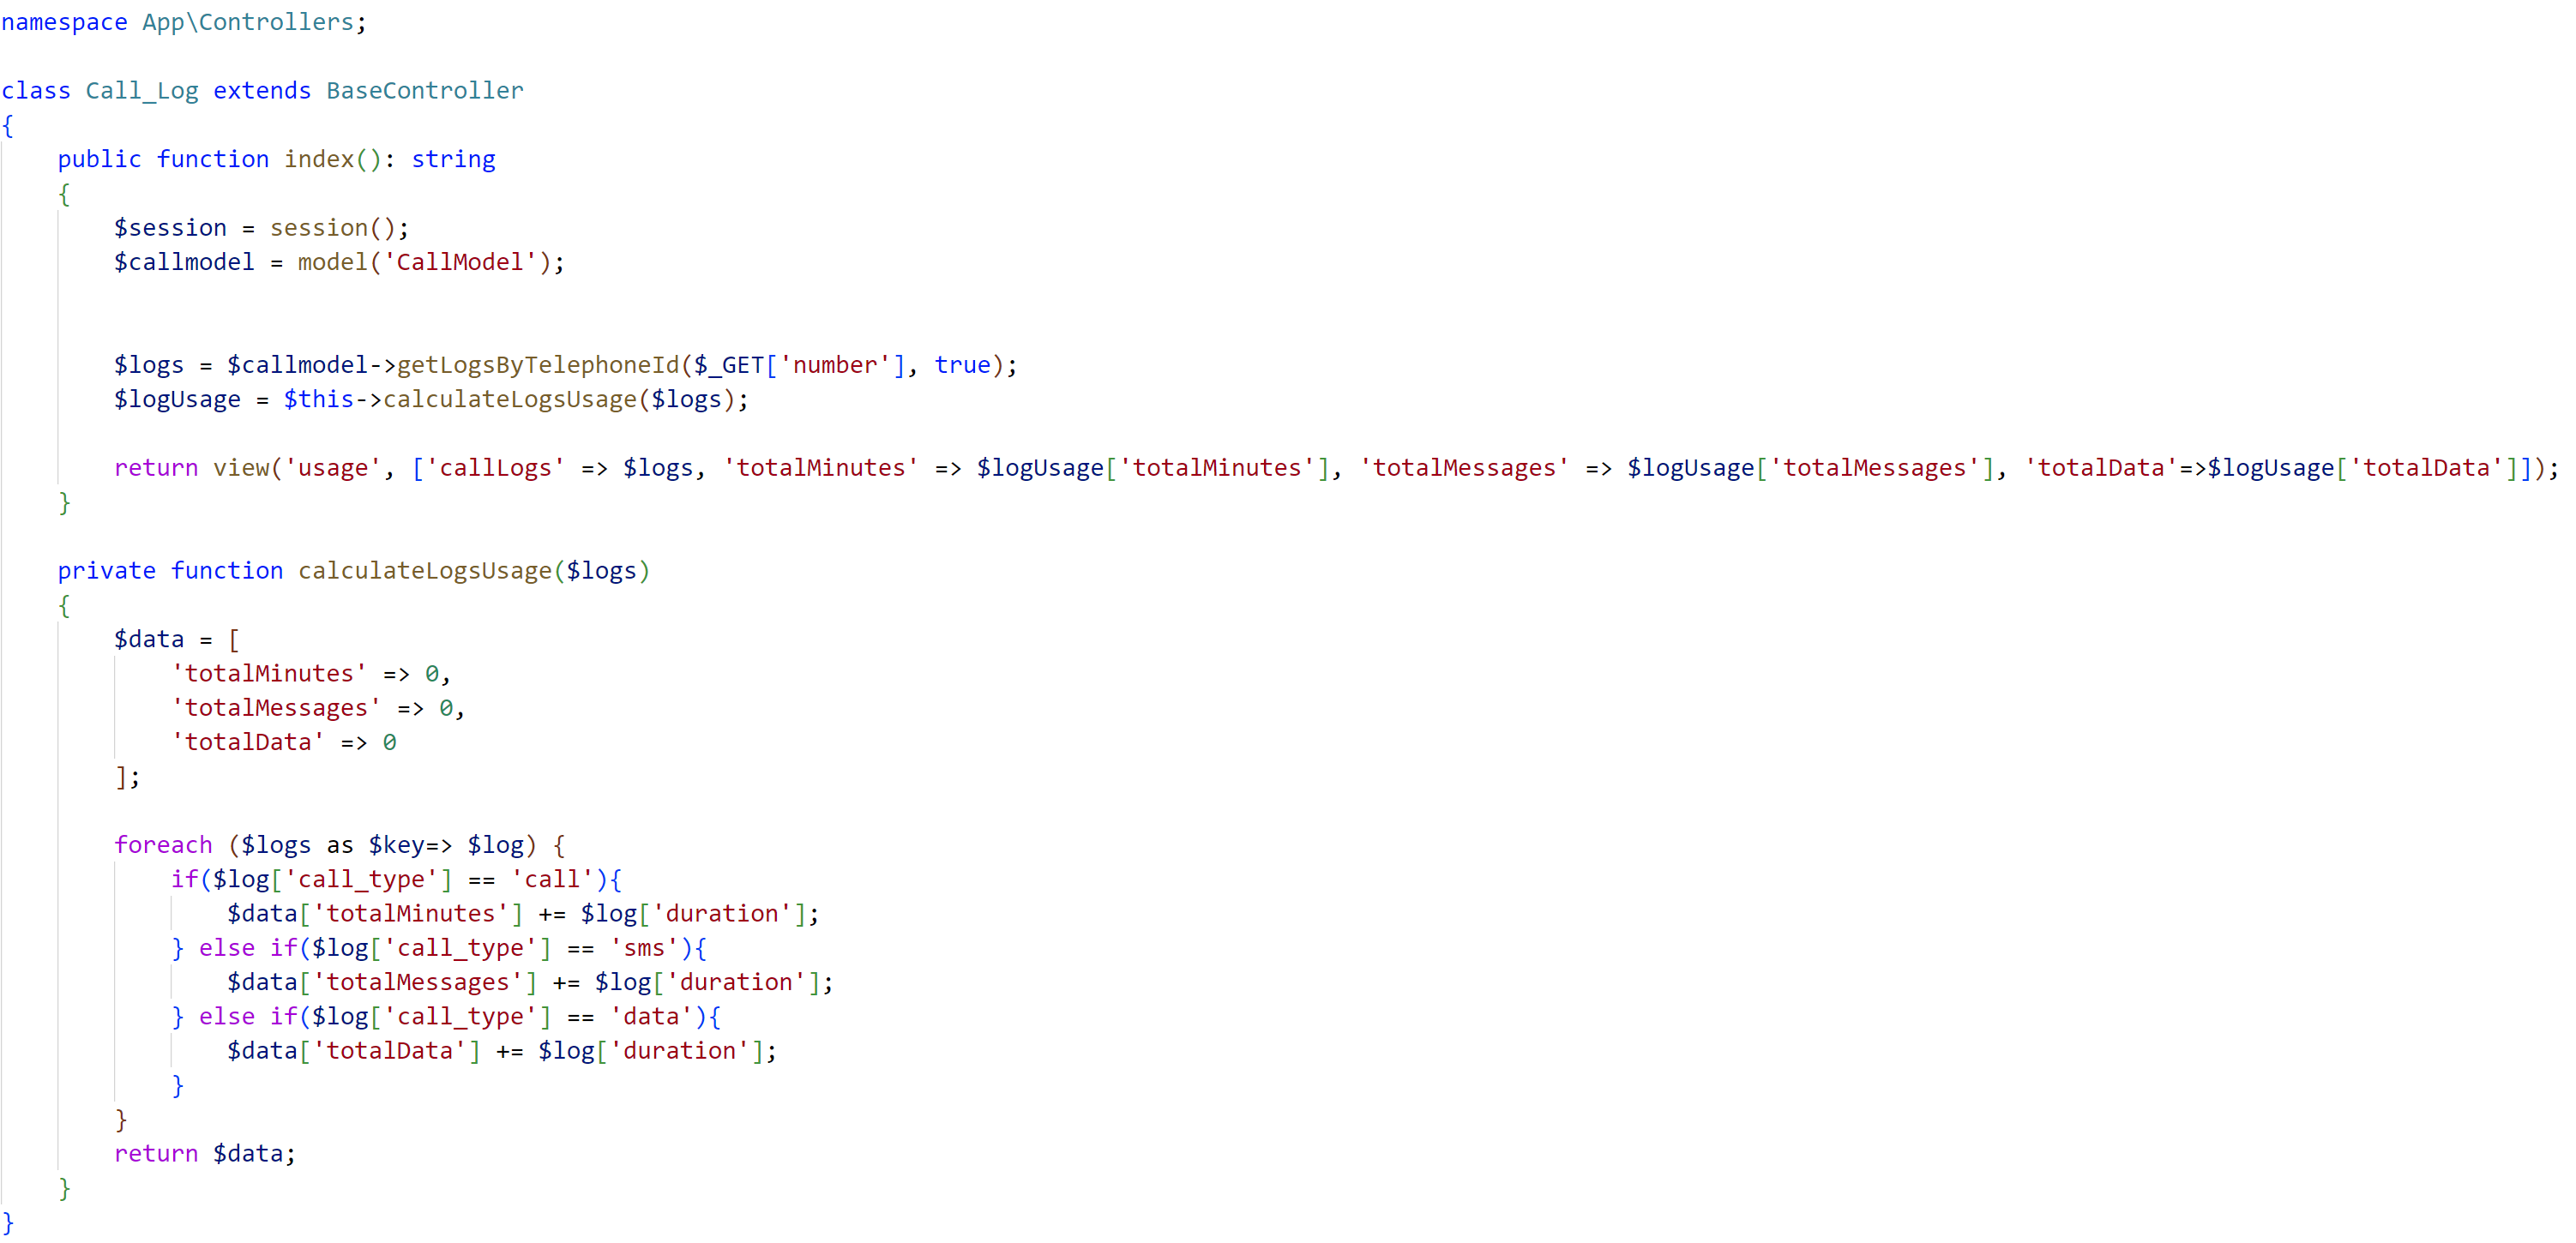 namespace App\Controllers;
class Call_Log extends BaseController
{
public function index(): string
{
$session = session();
$callmodel = model('CallModel');
$logs = $callmodel->getLogsByTelephoneId($_GET['number'], true);
$logUsage = $this->calculateLogsUsage($logs);
return view('usage', ['callLogs' => $logs, 'totalMinutes' => $logUsage['totalMinutes'], 'totalMessages' => $logUsage['totalMessages'], 'totalData'=>$logUsage['totalData']]);
}
private function calculateLogsUsage($logs)
{
$data = [
'totalMinutes' => 0,
'totalMessages' => 0,
'totalData' => 0
];
foreach ($logs as $key=> $log) {
if($log['call_type'] == 'call'){
$data['totalMinutes'] += $log['duration'];
} else if($log['call_type'] == 'sms'){
$data['totalMessages'] += $log['duration'];
} else if($log['call_type'] == 'data'){
$data['totalData'] += $log['duration'];
}
}
return $data;
}
}